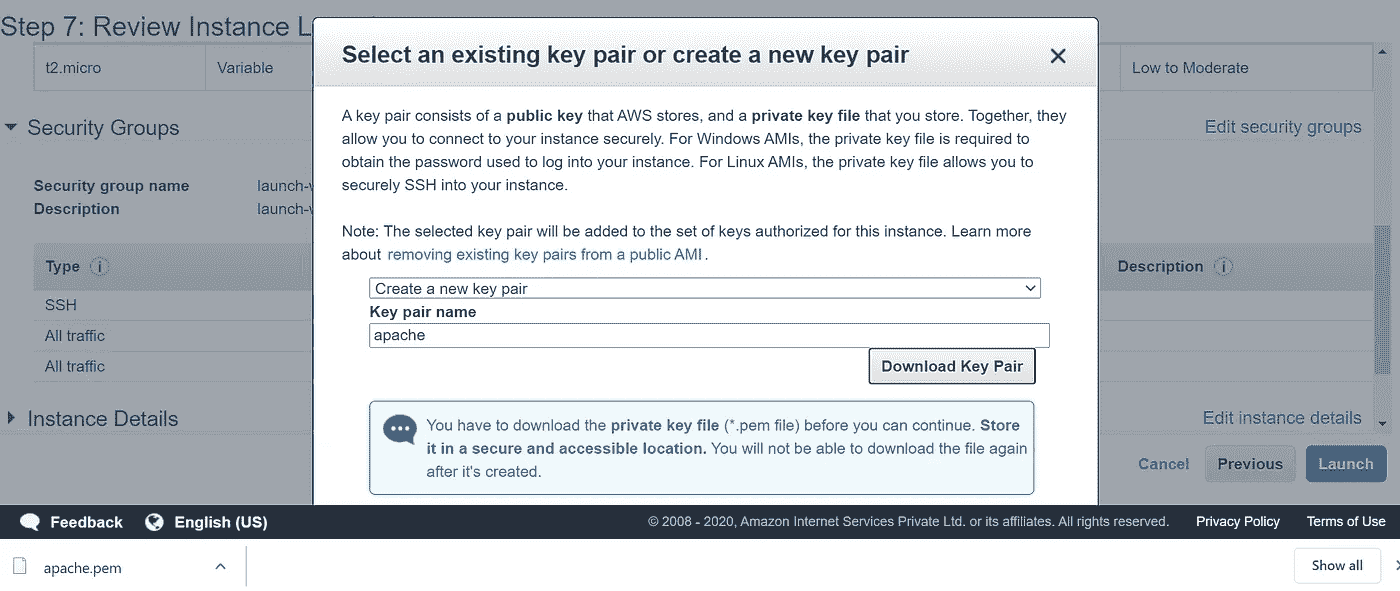 Step 7: Review Instance L
Select an existing key pair or create a new key pair
t2.micro
Variable
Low to Moderate
A key pair consists of a public key that AWS stores, and a private key file that you store. Together, they
allow you to connect to your instance securely. For Windows AMIs, the private key file is required to
obtain the password used to log into your instance. For Linux AMIs, the private key file allows you to
securely SSH into your instance.
Security Groups
Edit security groups
Security group name
launch-w
Description
launch-w
Note: The selected key pair will be added to the set of keys authorized for this instance. Learn more
about removing existing key pairs from a public AMI.
Type
Description
Create a new key pair
SSH
Key pair name
All traffic
apache
All traffic
Download Key Pair
Instance Details
Edit instance details
You have to download the private key file (*.pem file) before you can continue. Store
it in a secure and accessible location. You will not be able to download the file again
after it's created.
Cancel
Previous
Launch
Feedback
English (US)
© 2008 - 2020, Amazon Internet Services Private Ltd. or its affiliates. All rights reserved.
Privacy Policy
Terms of Use
apache.pem
Show all